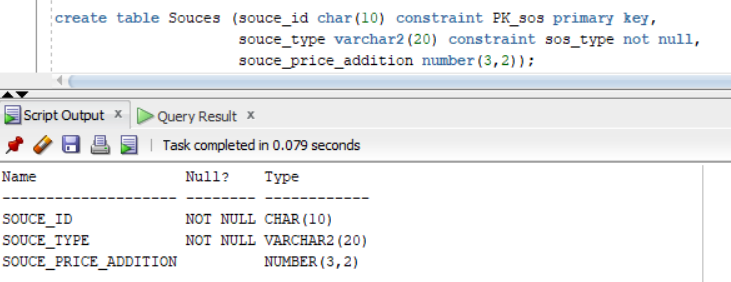 create table Souces (souce_id char(10) constraint PK_sos primary key,
souce_type varchar2(20) constraint sos_type not null,
souce_price_addition number(3,2));
Script Output x Query Result x
Task completed in 0.079 seconds
Name Null? Type
-------------------- -------- ------------
SOUCE_ID NOT NULL CHAR(10)
SOUCE_TYPE NOT NULL VARCHAR2(20)
SOUCE_PRICE_ADDITION NUMBER(3,2)